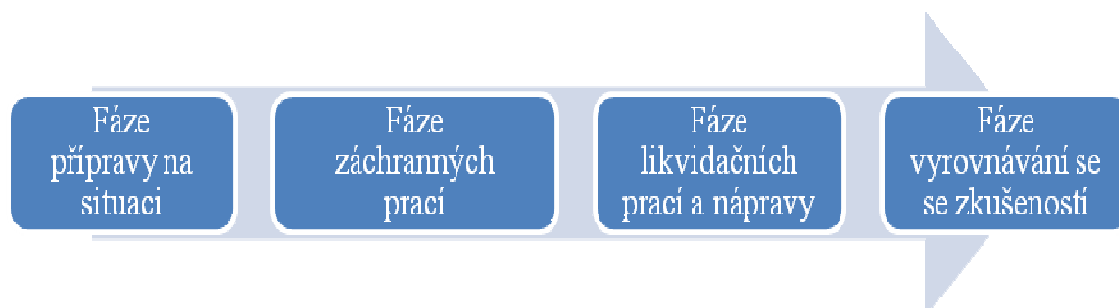 Fáze
přípravy na
situaci
Fáze
záchranných
prací
Fáze
likvidačních
prací a nápravy
Fáze
vyrovnávání se
se zkušeností